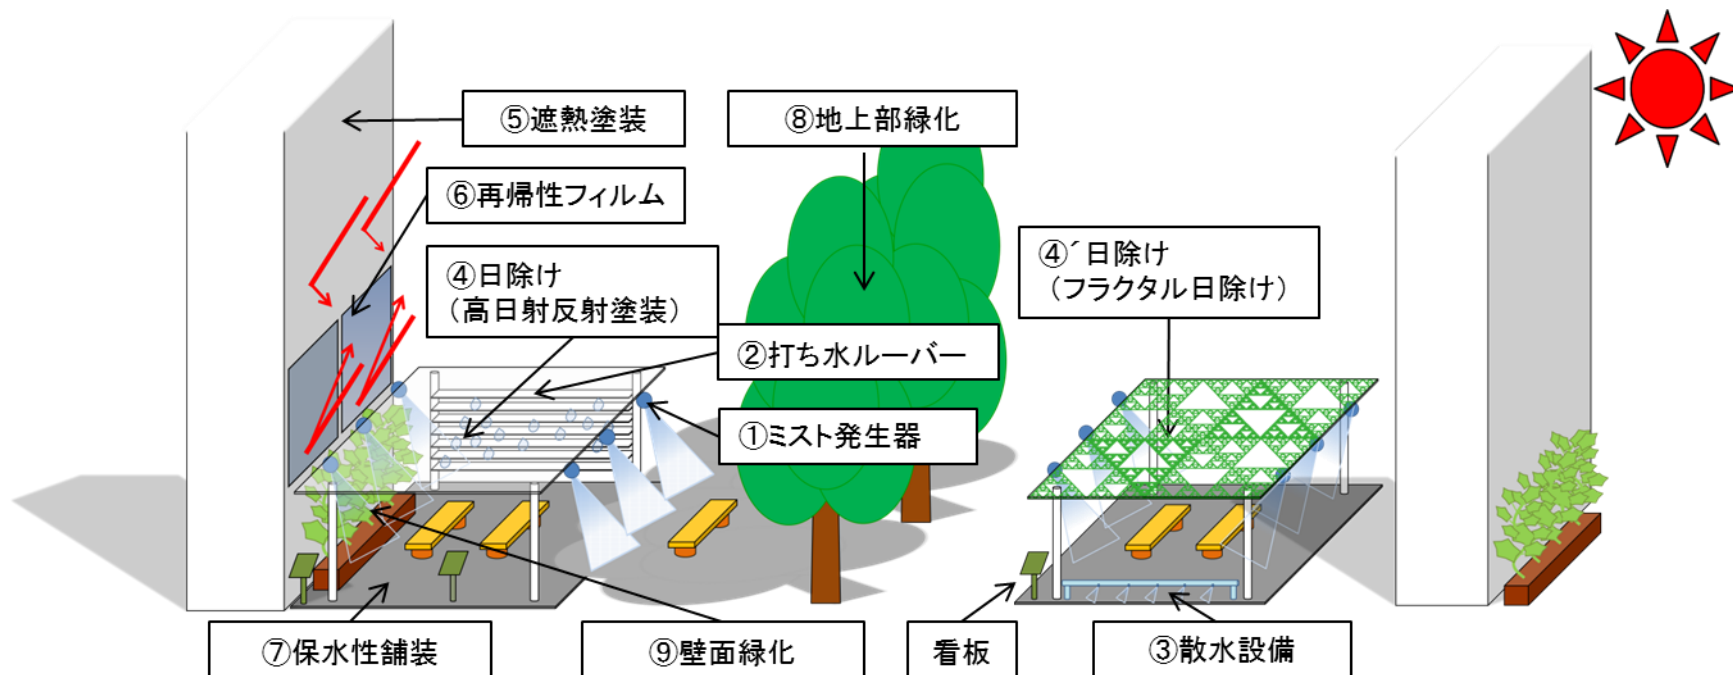 ⑤遮熱塗装
⑧地上部緑化
⑥再帰性フィルム
④日除け
（高日射反射塗装）
④´日除け
（フラクタル日除け）
②打ち水ルーバー
①ミスト発生器
⑦保水性舗装
⑨壁面緑化
看板
③散水設備